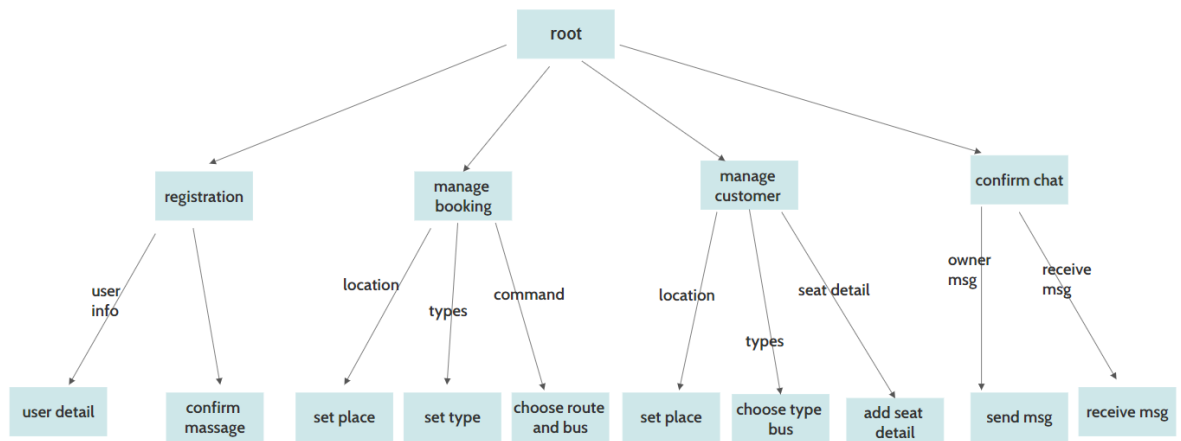 root
registration
manage
booking
manage
customer
confirm chat
user
info
location
types
command
location
types
seat detail
owner
msg
receive
msg
user detail
confirm
massage
set place
set type
choose route
and bus
set place
choose type
bus
add seat
detail
send msg
receive msg